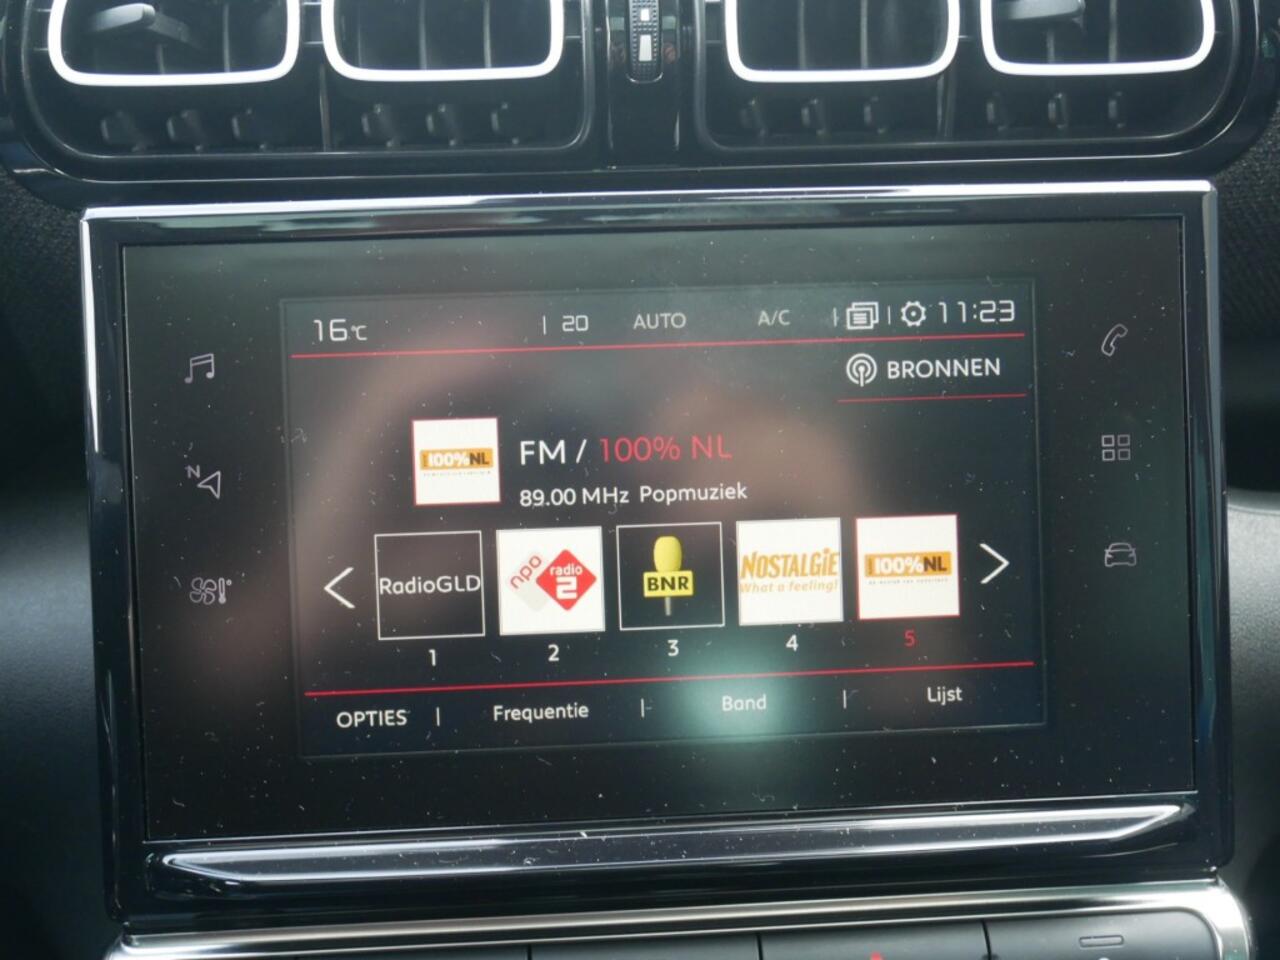 16°C | 20 AUTO A/C | | 11:23
BRONNEN
100%NL
FM / 100% NL
89.00 MHz Popmuziek
N
RadioGLD
npo radio 2
BNR
NOSTALGIE
What a feeling!
100%NL
1 2 3 4 5
OPTIES | Frequentie | Band | Lijst